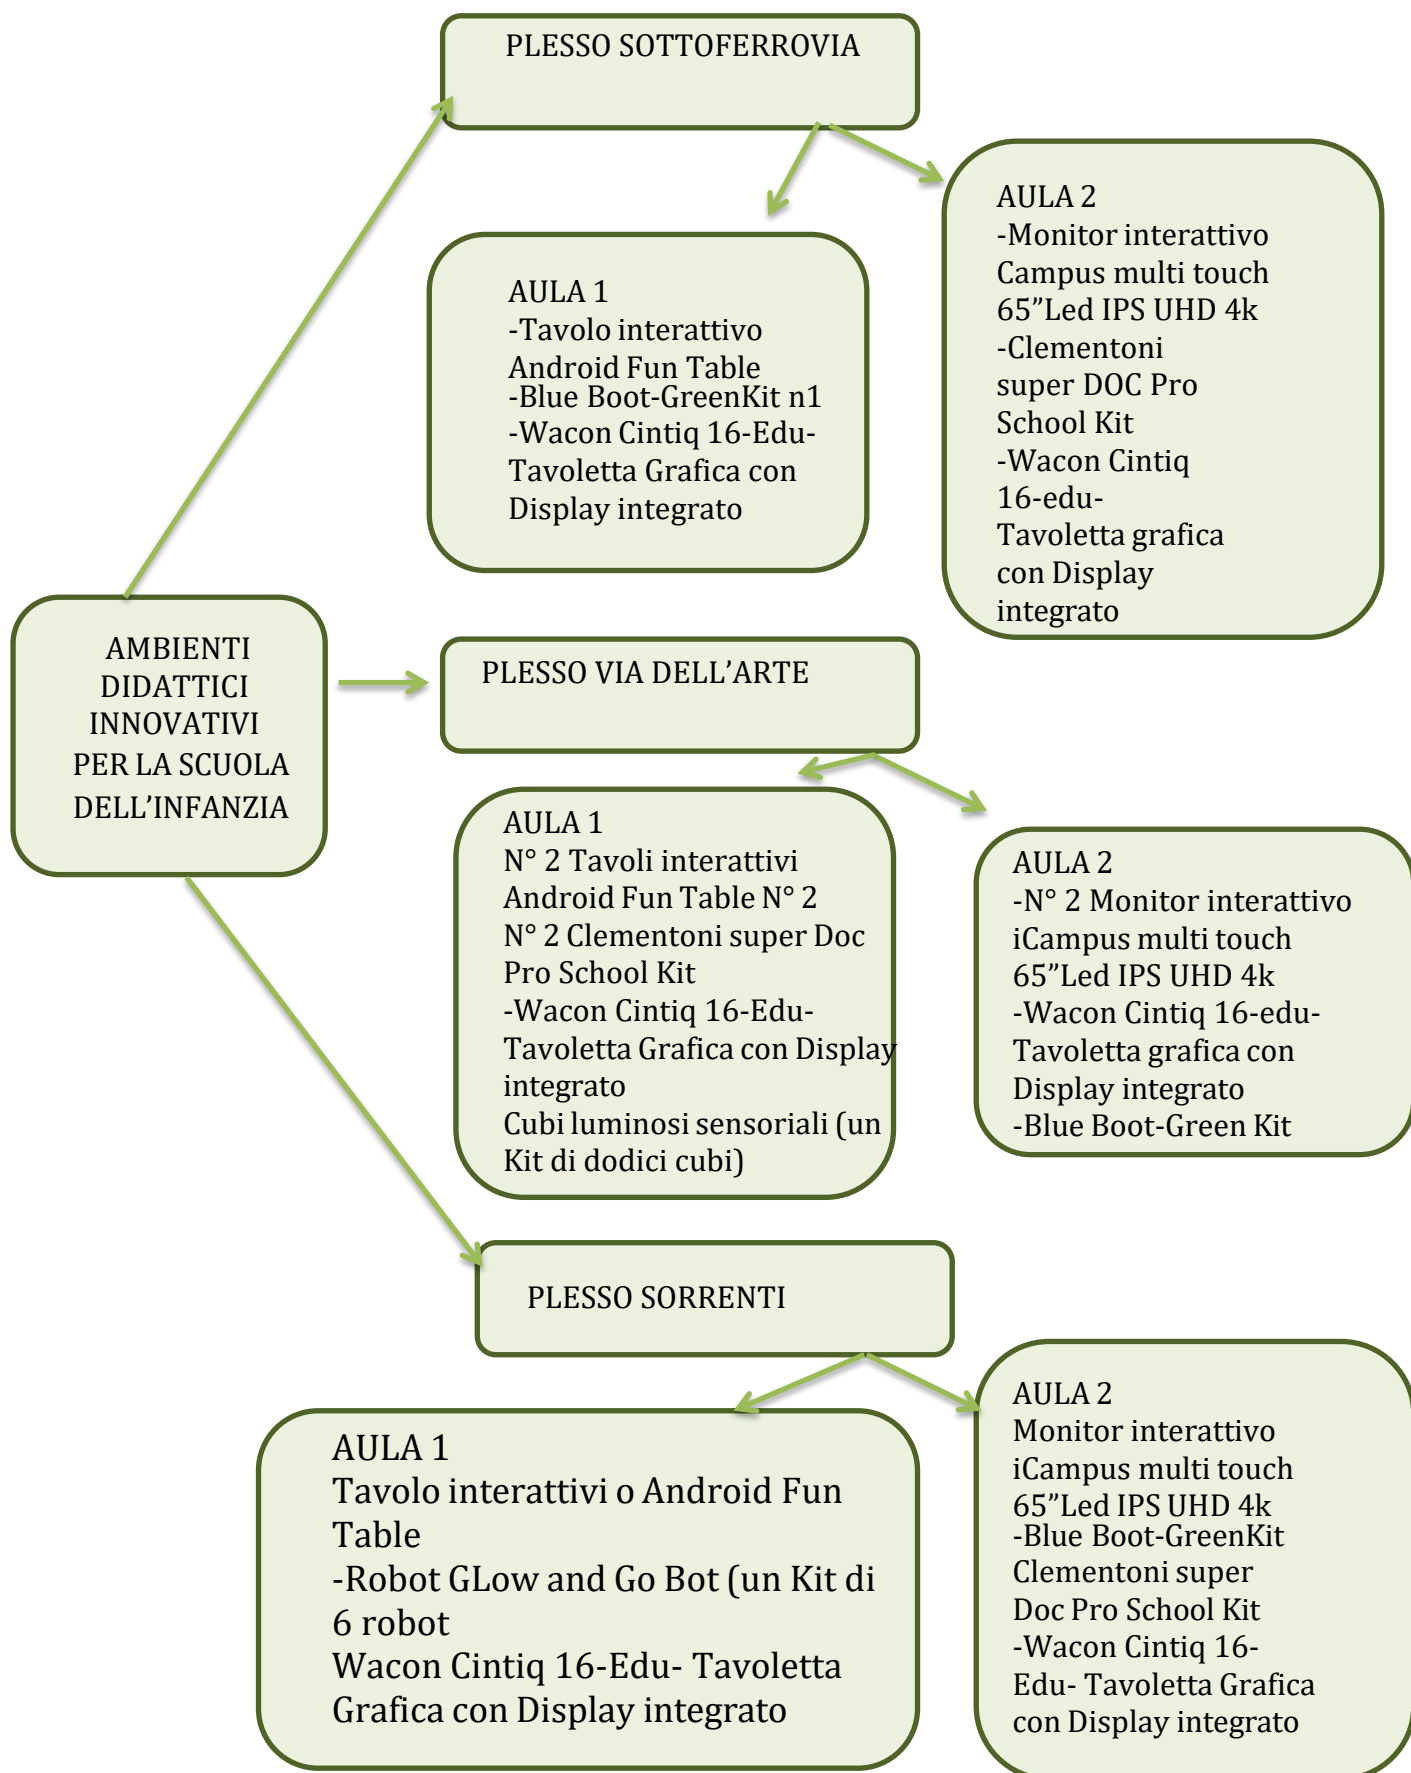 PLESSO SOTTOFERROVIA
AULA 1
-Tavolo interattivo
Android Fun Table
-Blue Boot-GreenKit n1
-Wacon Cintiq 16-Edu-
Tavoletta Grafica con
Display integrato
AULA 2
-Monitor interattivo
Campus multi touch
65”Led IPS UHD 4k
-Clementoni
super DOC Pro
School Kit
-Wacon Cintiq
16-edu-
Tavoletta grafica
con Display
integrato
AMBIENTI
DIDATTICI
INNOVATIVI
PER LA SCUOLA
DELL’INFANZIA
PLESSO VIA DELL’ARTE
AULA 1
N° 2 Tavoli interattivi
Android Fun Table N° 2
N° 2 Clementoni super Doc
Pro School Kit
-Wacon Cintiq 16-Edu-
Tavoletta Grafica con Display
integrato
Cubi luminosi sensoriali (un
Kit di dodici cubi)
AULA 2
-N° 2 Monitor interattivo
iCampus multi touch
65”Led IPS UHD 4k
-Wacon Cintiq 16-edu-
Tavoletta grafica con
Display integrato
-Blue Boot-Green Kit
PLESSO SORRENTI
AULA 1
Tavolo interattivi o Android Fun
Table
-Robot GLow and Go Bot (un Kit di
6 robot
Wacon Cintiq 16-Edu- Tavoletta
Grafica con Display integrato
AULA 2
Monitor interattivo
iCampus multi touch
65”Led IPS UHD 4k
-Blue Boot-GreenKit
Clementoni super
Doc Pro School Kit
-Wacon Cintiq 16-
Edu- Tavoletta Grafica
con Display integrato